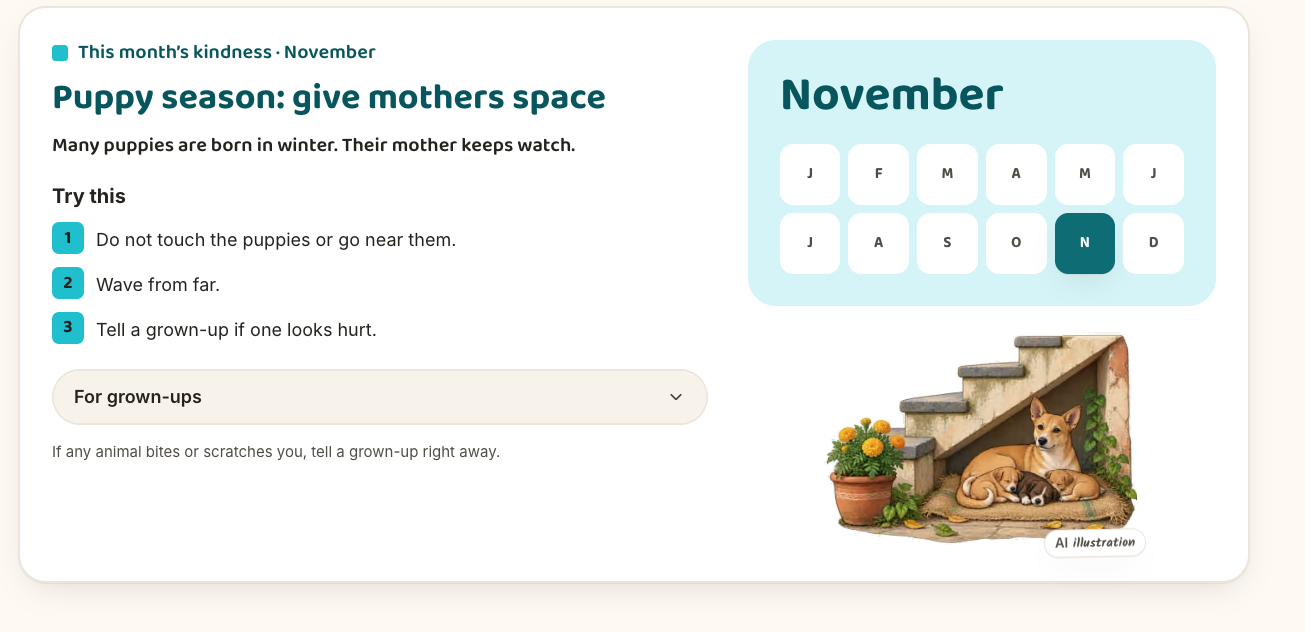 This month's kindness · November
Puppy season: give mothers space
Many puppies are born in winter. Their mother keeps watch.
Try this
1 Do not touch the puppies or go near them.
2 Wave from far.
3 Tell a grown-up if one looks hurt.
For grown-ups
If any animal bites or scratches you, tell a grown-up right away.
November
J F M A M J
J A S O N D
AI illustration